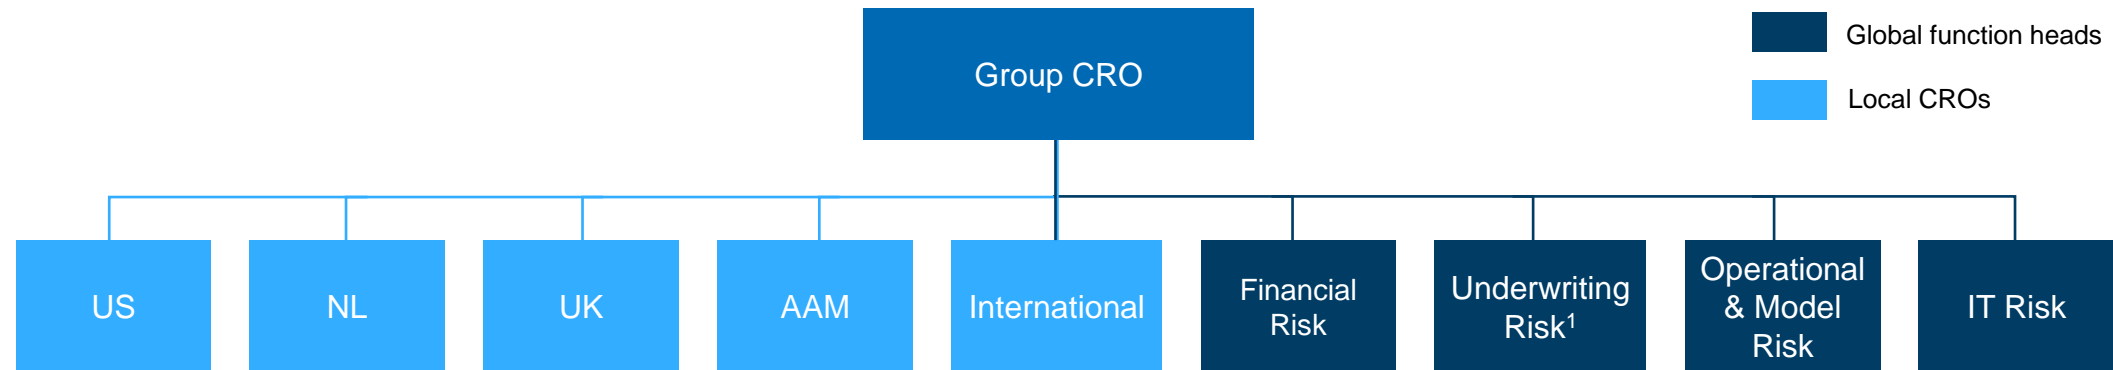 Group CRO
Global function heads
Local CROs
US
NL
UK
AAM
International
Financial
Risk
Underwriting
Risk¹
Operational
& Model
Risk
IT Risk